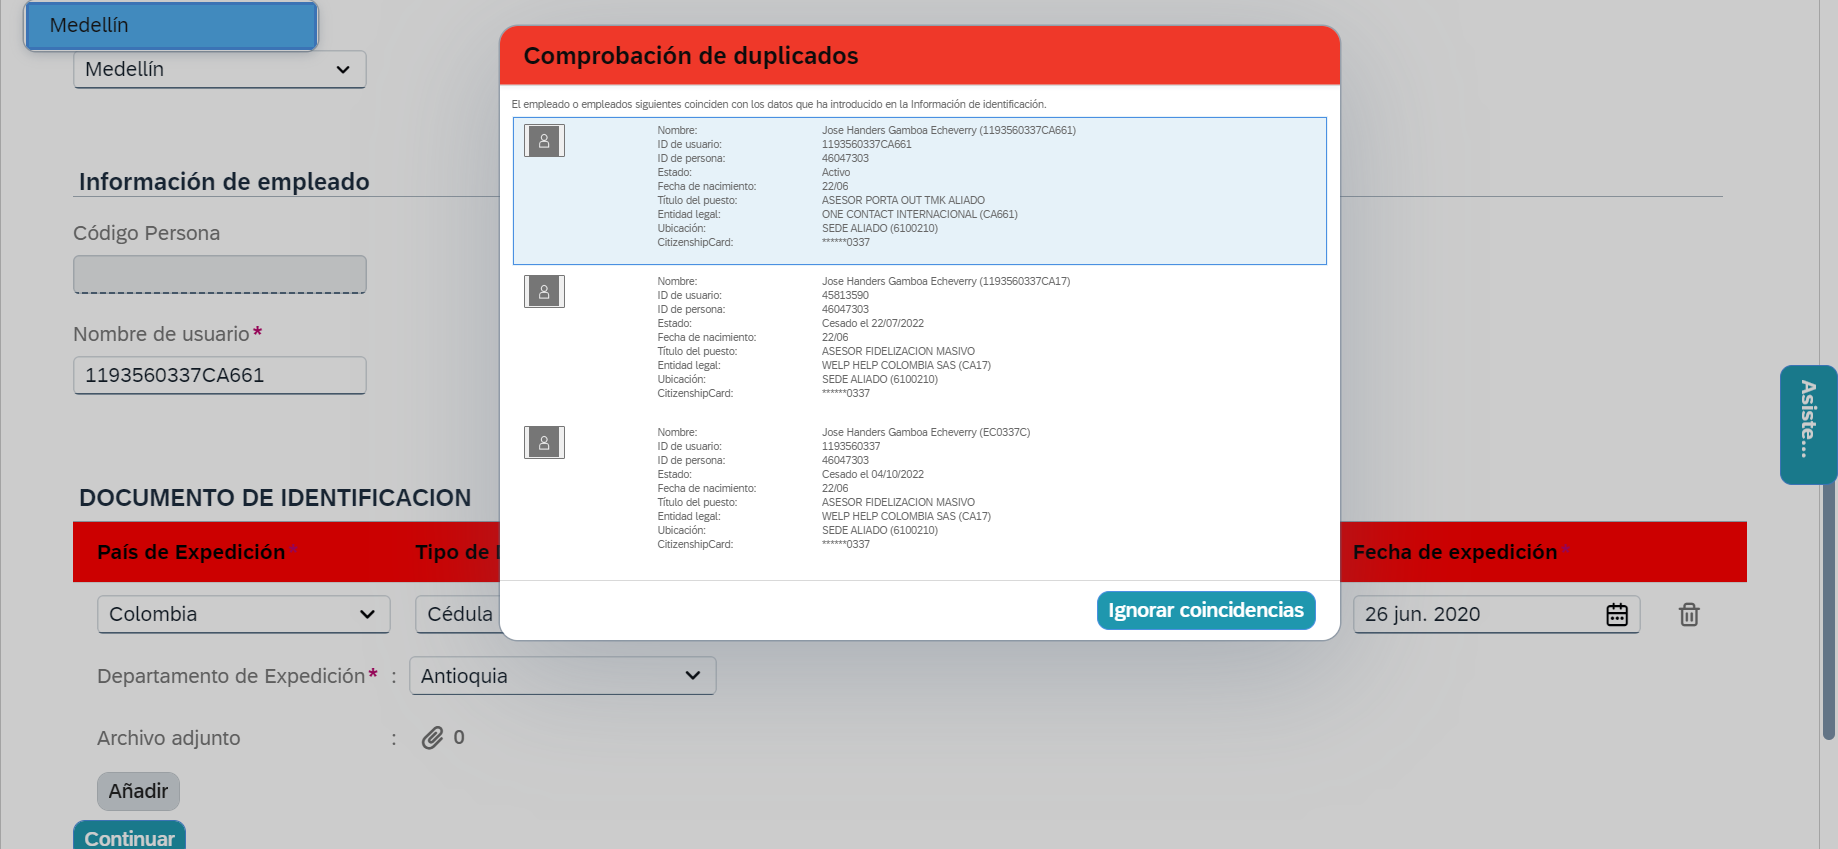 Medellín
Medellín
Información de empleado
Código Persona
Nombre de usuario*
1193560337CA661
DOCUMENTO DE IDENTIFICACION
País de Expedición* Tipo de Fecha de expedición*
Colombia Cédula 26 jun. 2020
Departamento de Expedición* : Antioquia
Archivo adjunto : 0
Añadir
Continuar
Comprobación de duplicados
El empleado o empleados siguientes coinciden con los datos que ha introducido en la Información de identificación.
Nombre: Jose Handers Gamboa Echeverry (1193560337CA661)
ID de usuario: 1193560337CA661
ID de persona: 46047303
Estado: Activo
Fecha de nacimiento: 22/06
Título del puesto: ASESOR PORTA OUT TMK ALIADO
Entidad legal: ONE CONTACT INTERNACIONAL (CA661)
Ubicación: SEDE ALIADO (6100210)
CitizenshipCard: ******0337
Nombre: Jose Handers Gamboa Echeverry (1193560337CA17)
ID de usuario: 45813590
ID de persona: 46047303
Estado: Cesado el 22/07/2022
Fecha de nacimiento: 22/06
Título del puesto: ASESOR FIDELIZACION MASIVO
Entidad legal: WELP HELP COLOMBIA SAS (CA17)
Ubicación: SEDE ALIADO (6100210)
CitizenshipCard: ******0337
Nombre: Jose Handers Gamboa Echeverry (EC0337C)
ID de usuario: 1193560337
ID de persona: 46047303
Estado: Cesado el 04/10/2022
Fecha de nacimiento: 22/06
Título del puesto: ASESOR FIDELIZACION MASIVO
Entidad legal: WELP HELP COLOMBIA SAS (CA17)
Ubicación: SEDE ALIADO (6100210)
CitizenshipCard: ******0337
Ignorar coincidencias
Asiste...